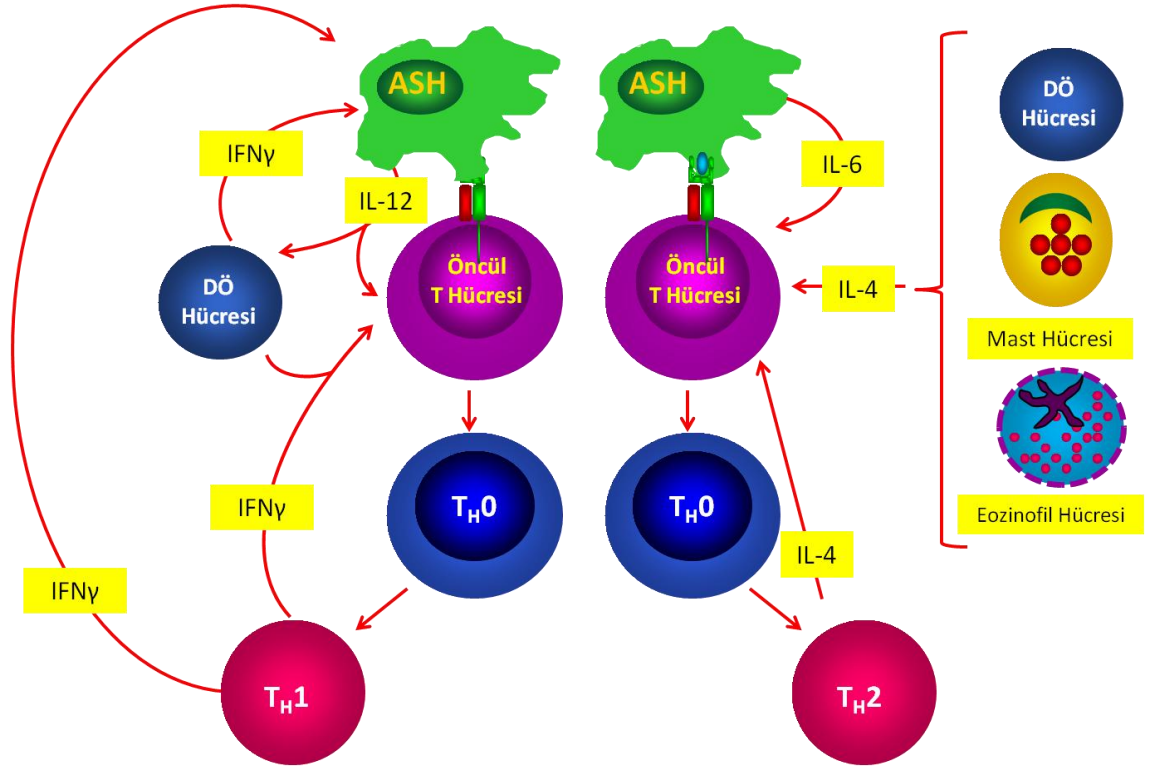 ASH
ASH
DÖ
Hücresi
IFNγ
IL-12
IL-6
Öncül
T Hücresi
Öncül
T Hücresi
DÖ
Hücresi
IL-4
Mast Hücresi
TH0
TH0
IFNγ
Eozinofil Hücresi
IL-4
IFNγ
TH1
TH2